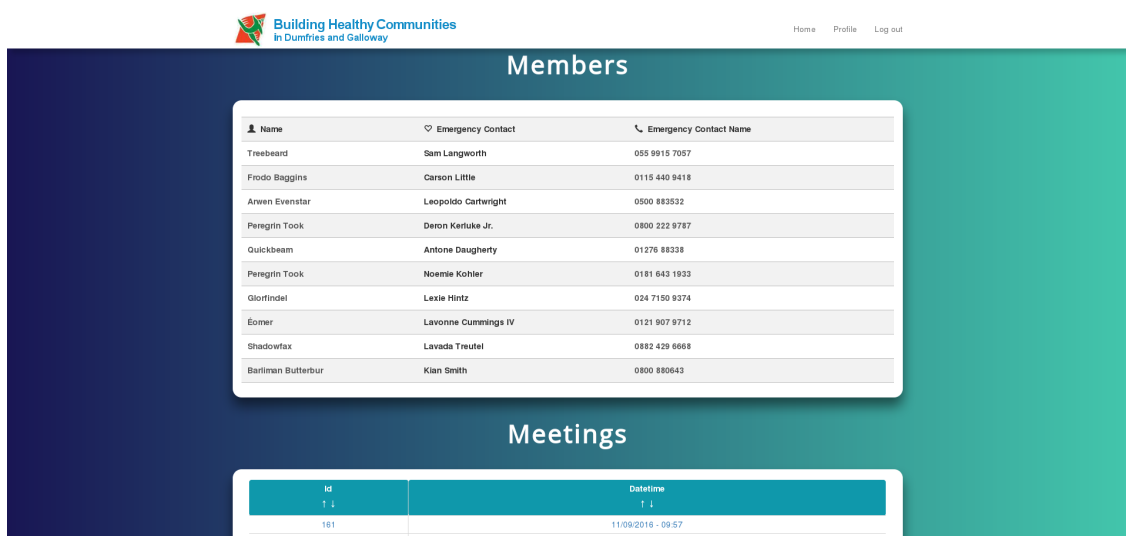 Building Healthy Communities
in Dumfries and Galloway
Home Profile Log out
Members
Name Emergency Contact Emergency Contact Name
Treebeard Sam Langworth 055 9915 7057
Frodo Baggins Carson Little 0115 440 9418
Arwen Evenstar Leopoldo Cartwright 0500 883532
Peregrin Took Deron Kerluke Jr. 0800 222 9787
Quickbeam Antone Daugherty 01276 88338
Peregrin Took Noemie Kohler 0181 643 1933
Glorfindel Lexie Hintz 024 7150 9374
Éomer Lavonne Cummings IV 0121 907 9712
Shadowfax Lavada Treutel 0882 429 6668
Barliman Butterbur Kian Smith 0800 880643
Meetings
Id Datetime
↑ ↓ ↑ ↓
161 11/09/2016 - 09:57